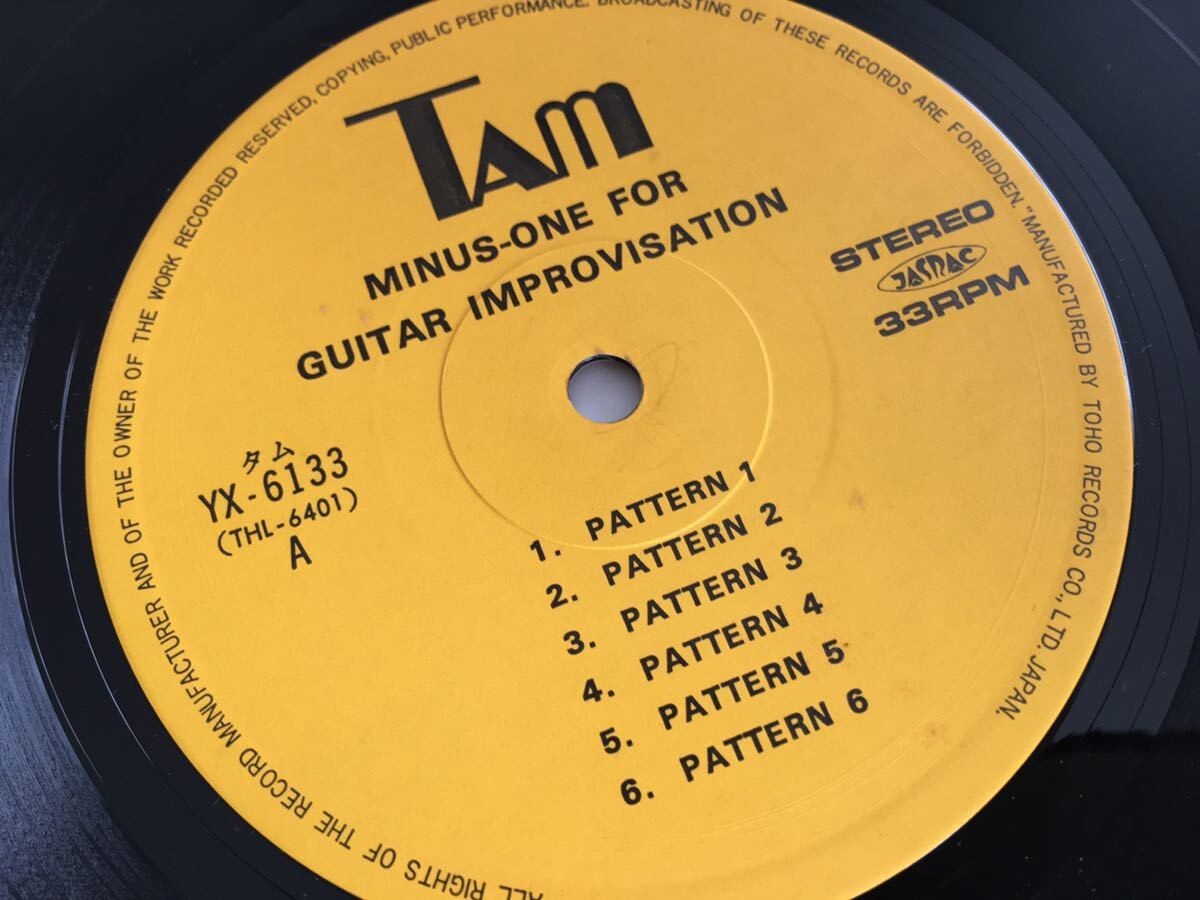 TAM
MINUS-ONE FOR
GUITAR IMPROVISATION
STEREO
JASRAC
33RPM
タム
YX-6133
(THL-6401)
A
1. PATTERN 1
2. PATTERN 2
3. PATTERN 3
4. PATTERN 4
5. PATTERN 5
6. PATTERN 6
ALL RIGHTS OF THE RECORD MANUFACTURER AND OF THE OWNER OF THE WORK RECORDED RESERVED, COPYING, PUBLIC PERFORMANCE. BROADCASTING OF THESE RECORDS ARE FORBIDDEN."MANUFACTURED BY TOHO RECORDS CO., LTD. JAPAN.